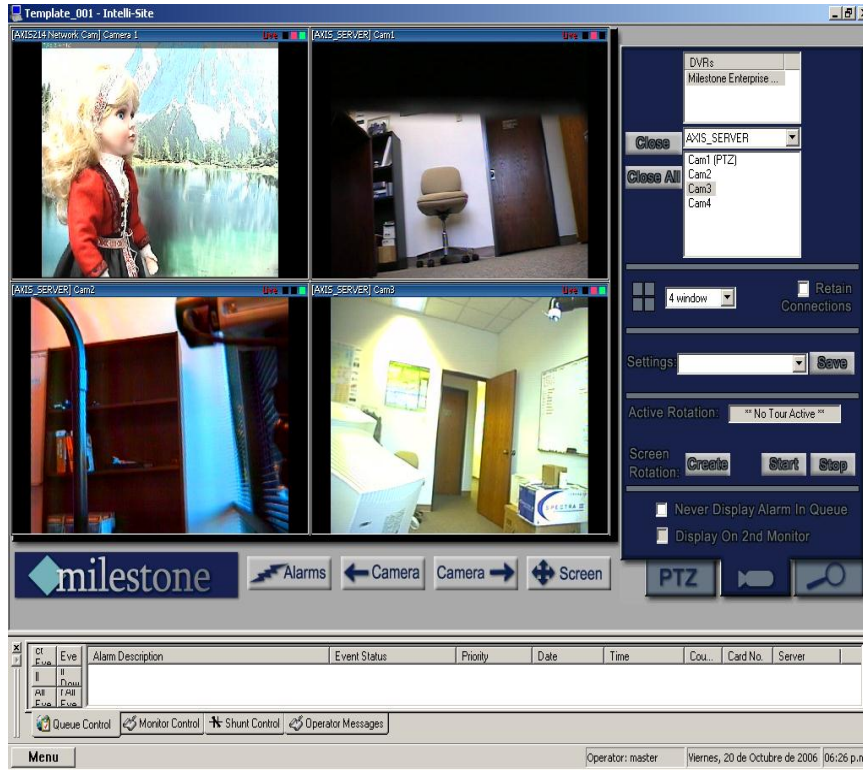 Template_001 - Intelli-Site
[AXIS214 Network Cam] Camera 1
Live
[AXIS_SERVER] Cam1
Live
[AXIS_SERVER] Cam2
Live
[AXIS_SERVER] Cam3
Live
SPECTRA
DVRs
Milestone Enterprise ...
Close
AXIS_SERVER
Close All
Cam1 (PTZ)
Cam2
Cam3
Cam4
4 window
Retain
Connections
Settings:
Save
Active Rotation:
** No Tour Active **
Screen
Rotation:
Create
Start
Stop
Never Display Alarm In Queue
Display On 2nd Monitor
milestone
Alarms
Camera
Camera
Screen
PTZ
Eve
Alarm Description
Event Status
Priority
Date
Time
Cou...
Card No.
Server
Queue Control
Monitor Control
Shunt Control
Operator Messages
Menu
Operator: master
Viernes, 20 de Octubre de 2006
06:26 p.m